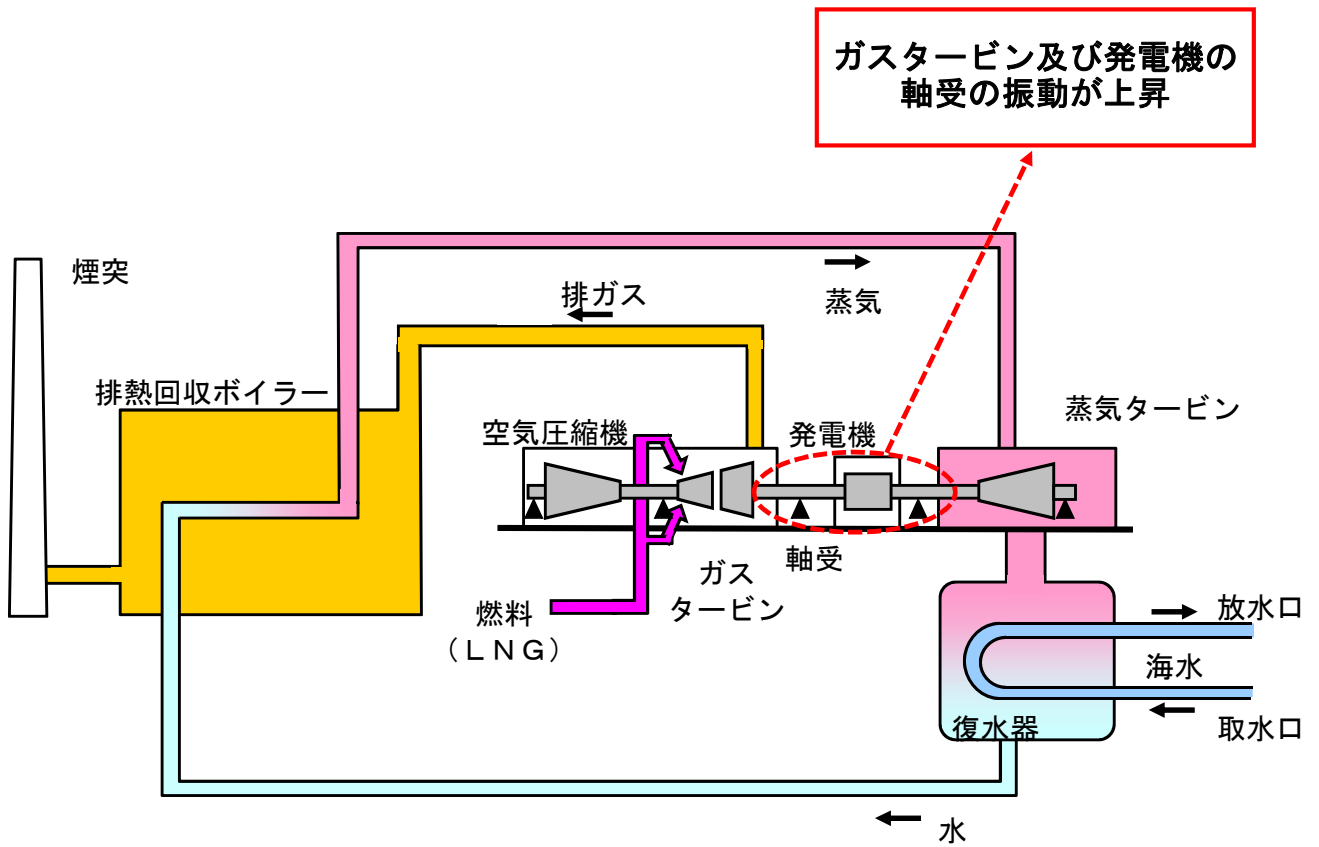 ガスタービン及び発電機の
軸受の振動が上昇
煙突
排ガス
蒸気
排熱回収ボイラー
空気圧縮機
発電機
蒸気タービン
軸受
ガス
タービン
燃料
（ＬＮＧ）
放水口
海水
取水口
復水器
水